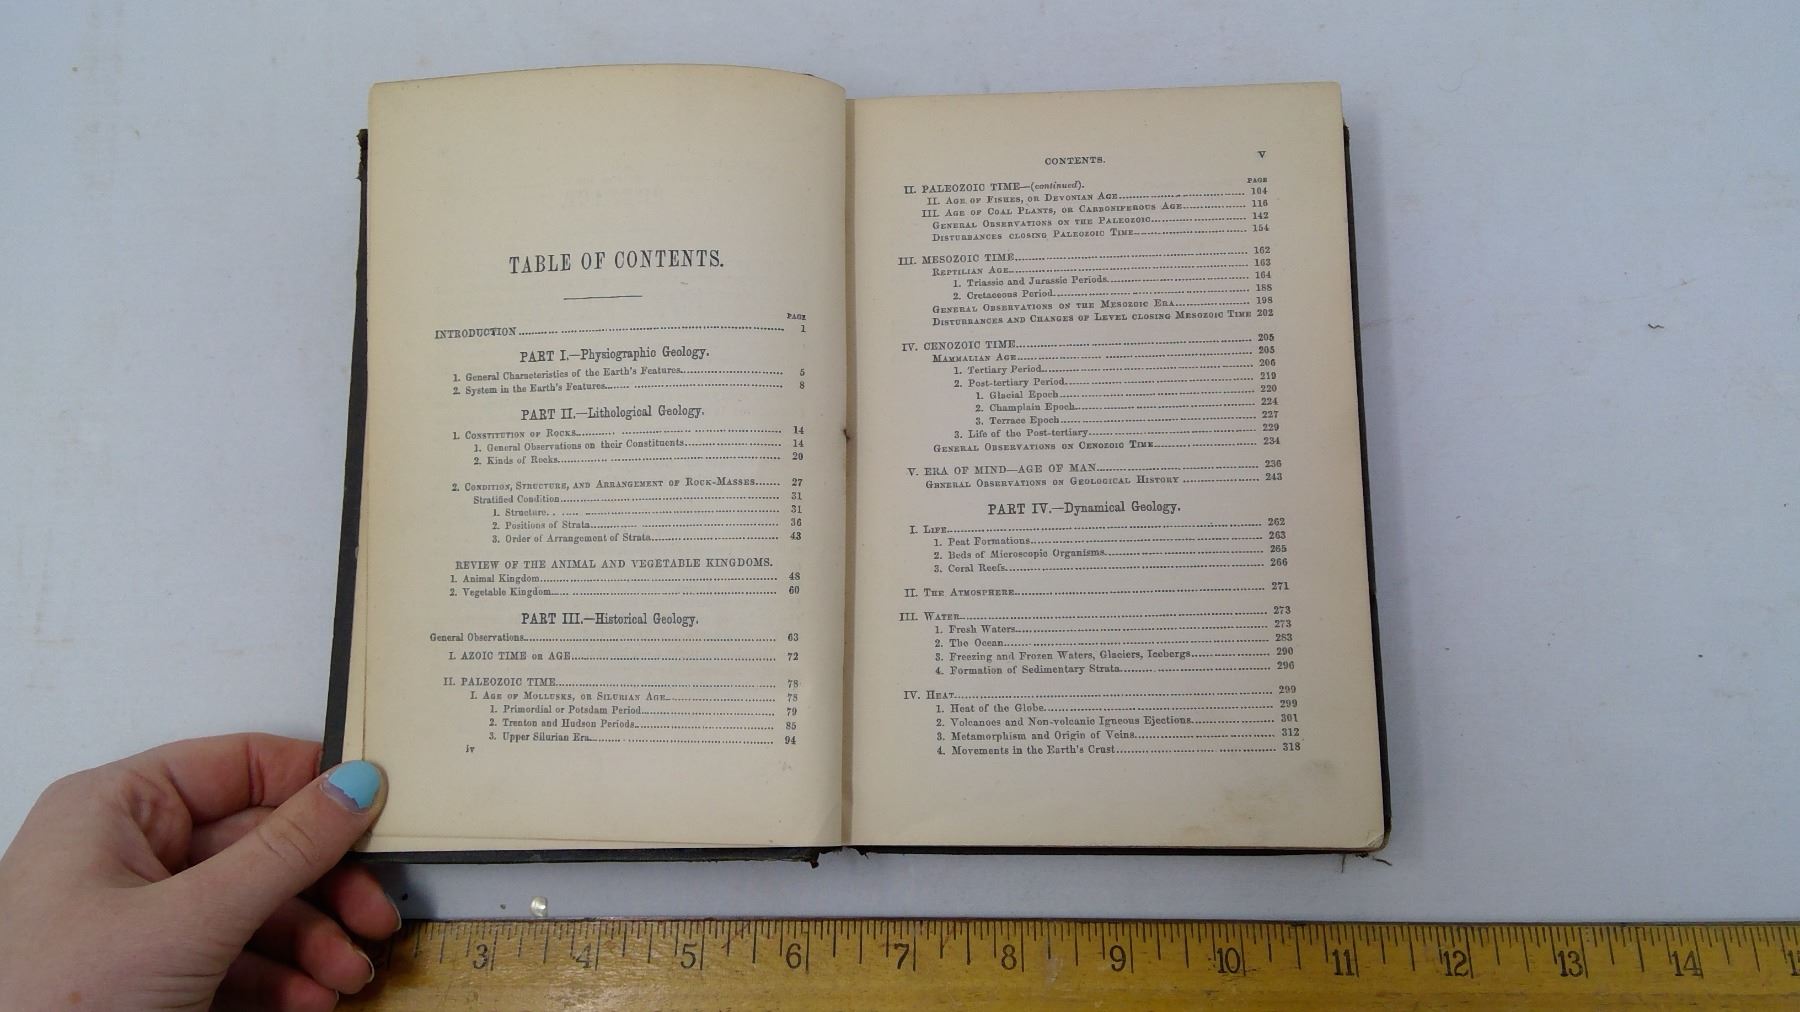 TABLE OF CONTENTS.
PAGE
INTRODUCTION 1
PART I.—Physiographic Geology.
1. General Characteristics of the Earth's Features 5
2. System in the Earth's Features 8
PART II.—Lithological Geology.
1. CONSTITUTION OF ROCKS 14
1. General Observations on their Constituents 14
2. Kinds of Rocks 20
2. CONDITION, STRUCTURE, AND ARRANGEMENT OF ROCK-MASSES 27
Stratified Condition 31
1. Structure 31
2. Positions of Strata 36
3. Order of Arrangement of Strata 43
REVIEW OF THE ANIMAL AND VEGETABLE KINGDOMS.
1. Animal Kingdom 48
2. Vegetable Kingdom 60
PART III.—Historical Geology.
General Observations 63
I. AZOIC TIME OR AGE 72
II. PALEOZOIC TIME 78
I. AGE OF MOLLUSKS, OR SILURIAN AGE 78
1. Primordial or Potsdam Period 79
2. Trenton and Hudson Periods 85
3. Upper Silurian Era 94
iv
CONTENTS. V
PAGE
II. PALEOZOIC TIME—(continued).
II. AGE OF FISHES, OR DEVONIAN AGE 104
III. AGE OF COAL PLANTS, OR CARBONIFEROUS AGE 116
GENERAL OBSERVATIONS ON THE PALEOZOIC 142
DISTURBANCES CLOSING PALEOZOIC TIME 154
III. MESOZOIC TIME 162
REPTILIAN AGE 163
1. Triassic and Jurassic Periods 164
2. Cretaceous Period 188
GENERAL OBSERVATIONS ON THE MESOZOIC ERA 198
DISTURBANCES AND CHANGES OF LEVEL CLOSING MESOZOIC TIME 202
IV. CENOZOIC TIME 205
MAMMALIAN AGE 205
1. Tertiary Period 206
2. Post-tertiary Period 219
1. Glacial Epoch 220
2. Champlain Epoch 224
3. Terrace Epoch 227
3. Life of the Post-tertiary 229
GENERAL OBSERVATIONS ON CENOZOIC TIME 234
V. ERA OF MIND—AGE OF MAN 236
GENERAL OBSERVATIONS ON GEOLOGICAL HISTORY 243
PART IV.—Dynamical Geology.
I. LIFE 262
1. Peat Formations 263
2. Beds of Microscopic Organisms 265
3. Coral Reefs 266
II. THE ATMOSPHERE 271
III. WATER 273
1. Fresh Waters 273
2. The Ocean 283
3. Freezing and Frozen Waters, Glaciers, Icebergs 290
4. Formation of Sedimentary Strata 296
IV. HEAT 299
1. Heat of the Globe 299
2. Volcanoes and Non-volcanic Igneous Ejections 301
3. Metamorphism and Origin of Veins 312
4. Movements in the Earth's Crust 318
3 4 5 6 7 8 9 10 11 12 13 14